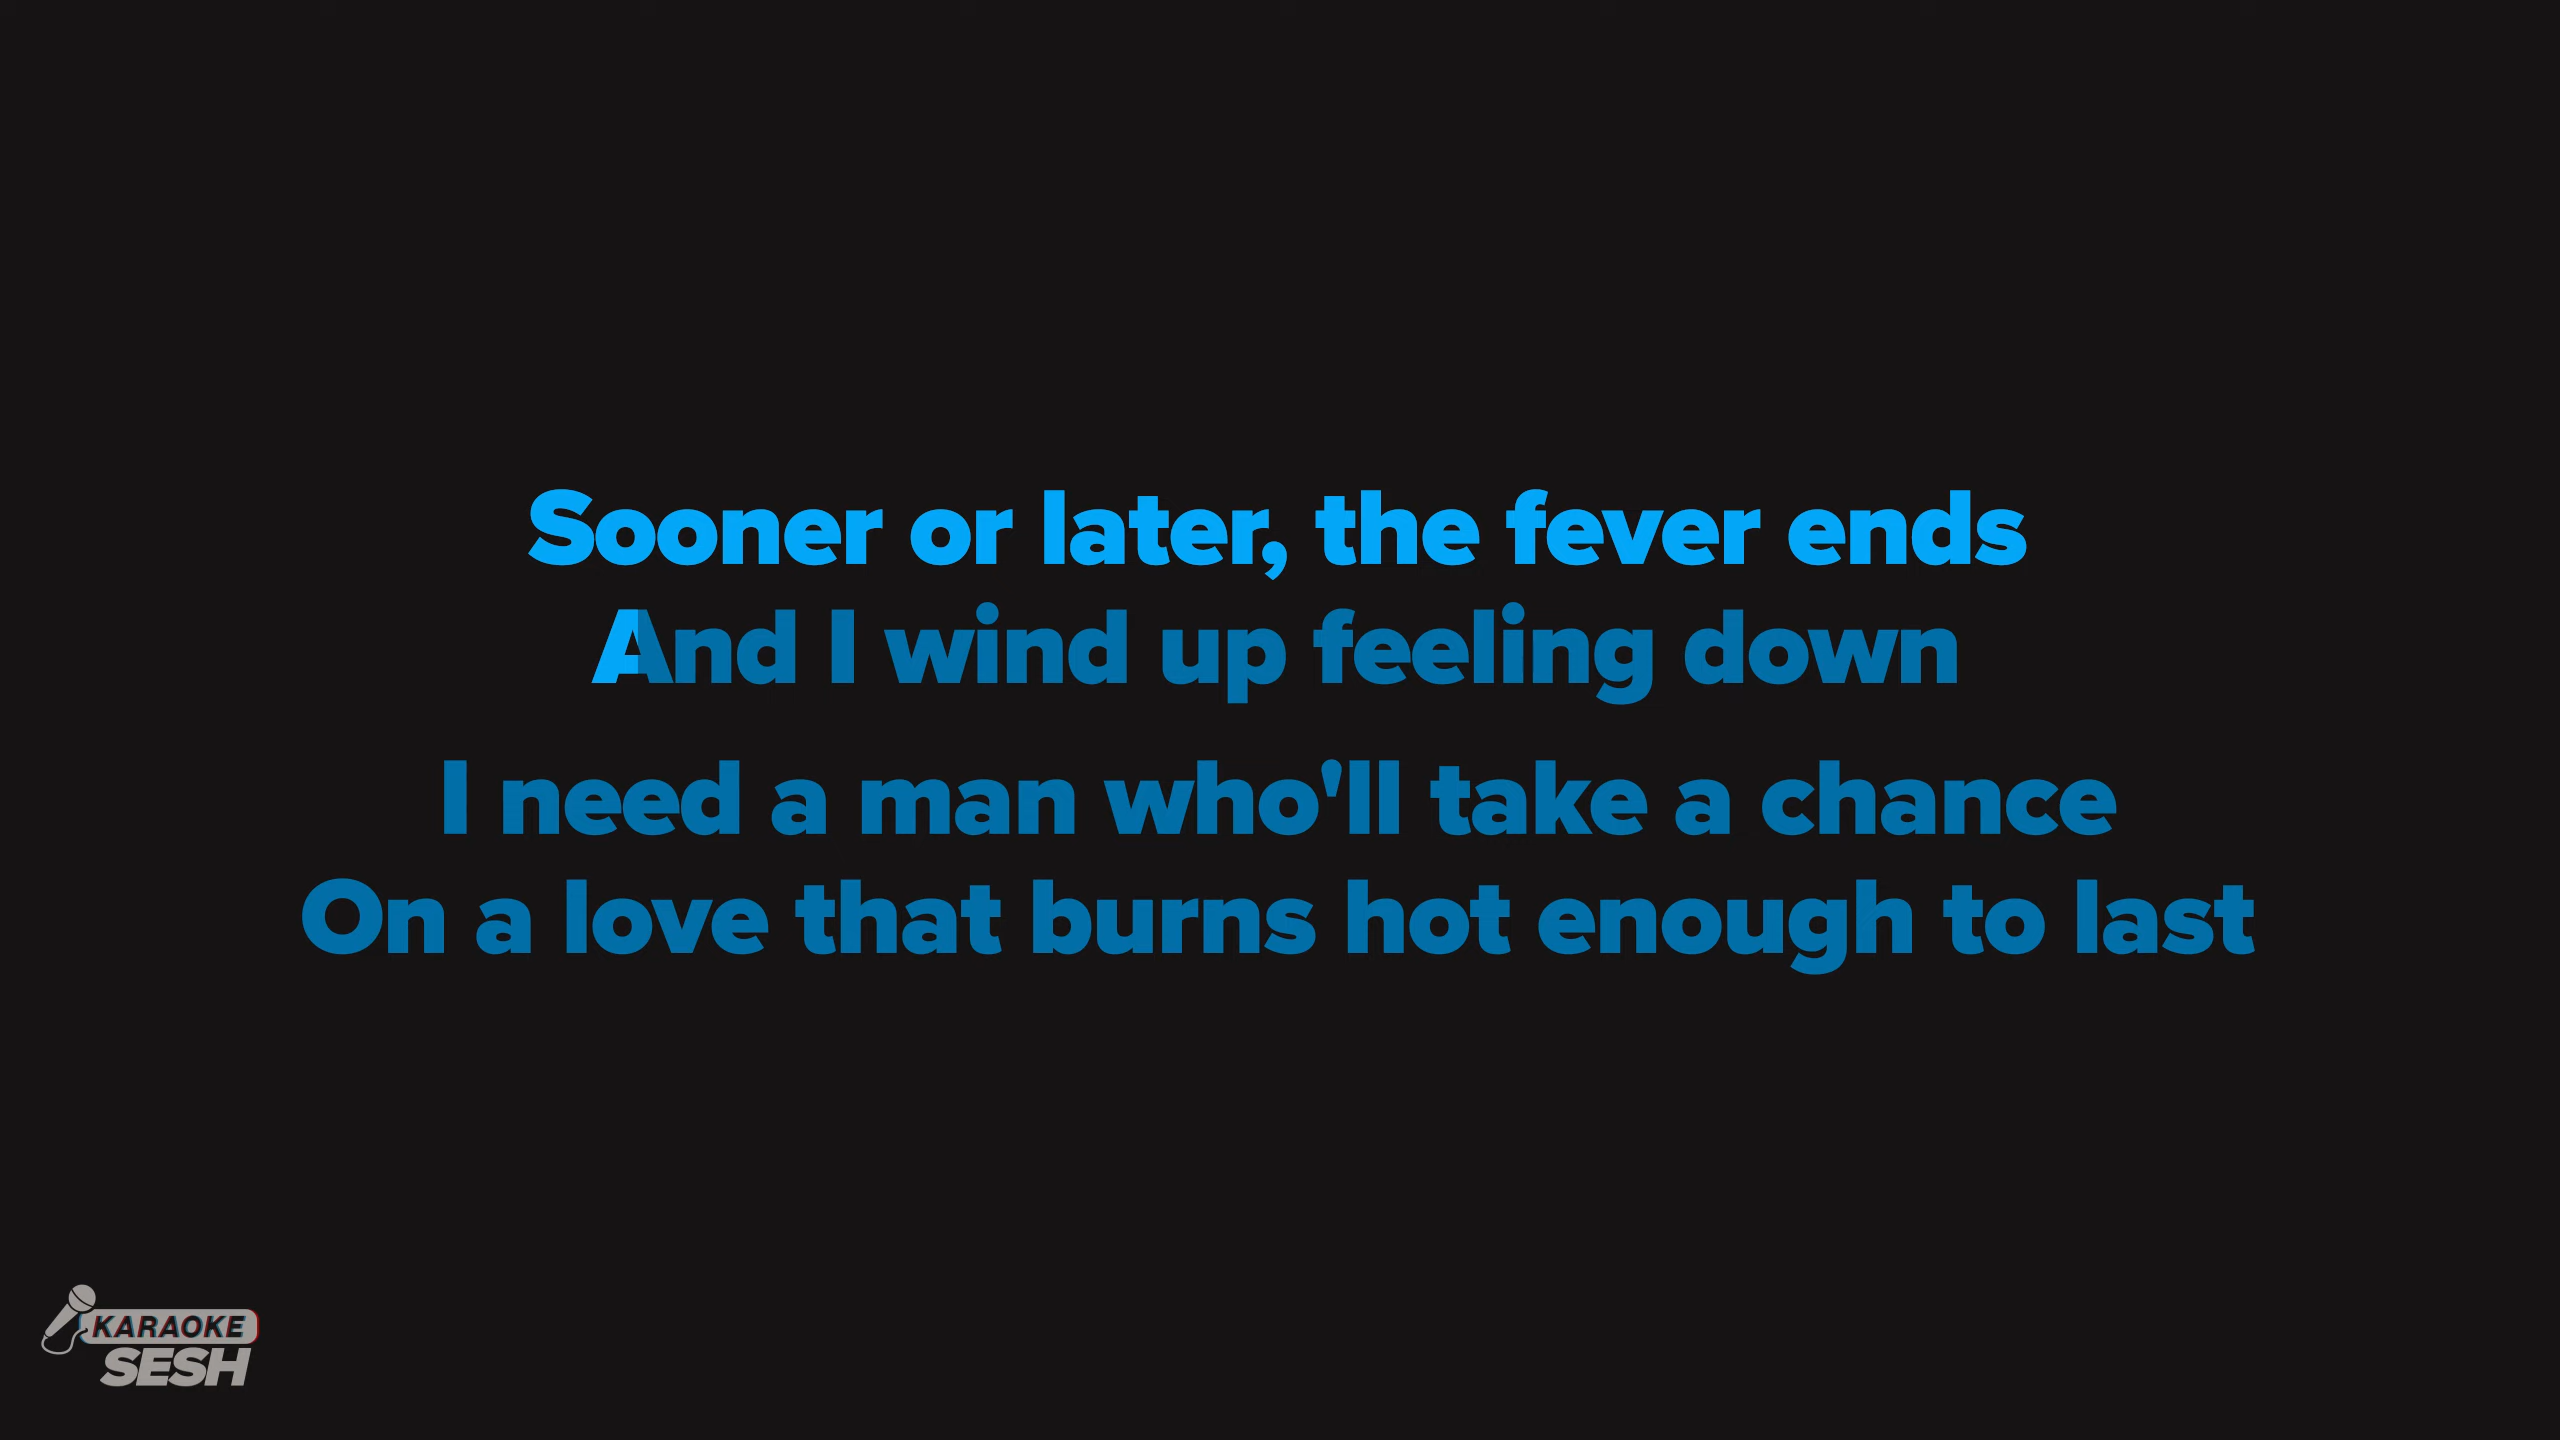 Sooner or later, the fever ends
And I wind up feeling down
I need a man who'll take a chance
On a love that burns hot enough to last
KARAOKE
SESH